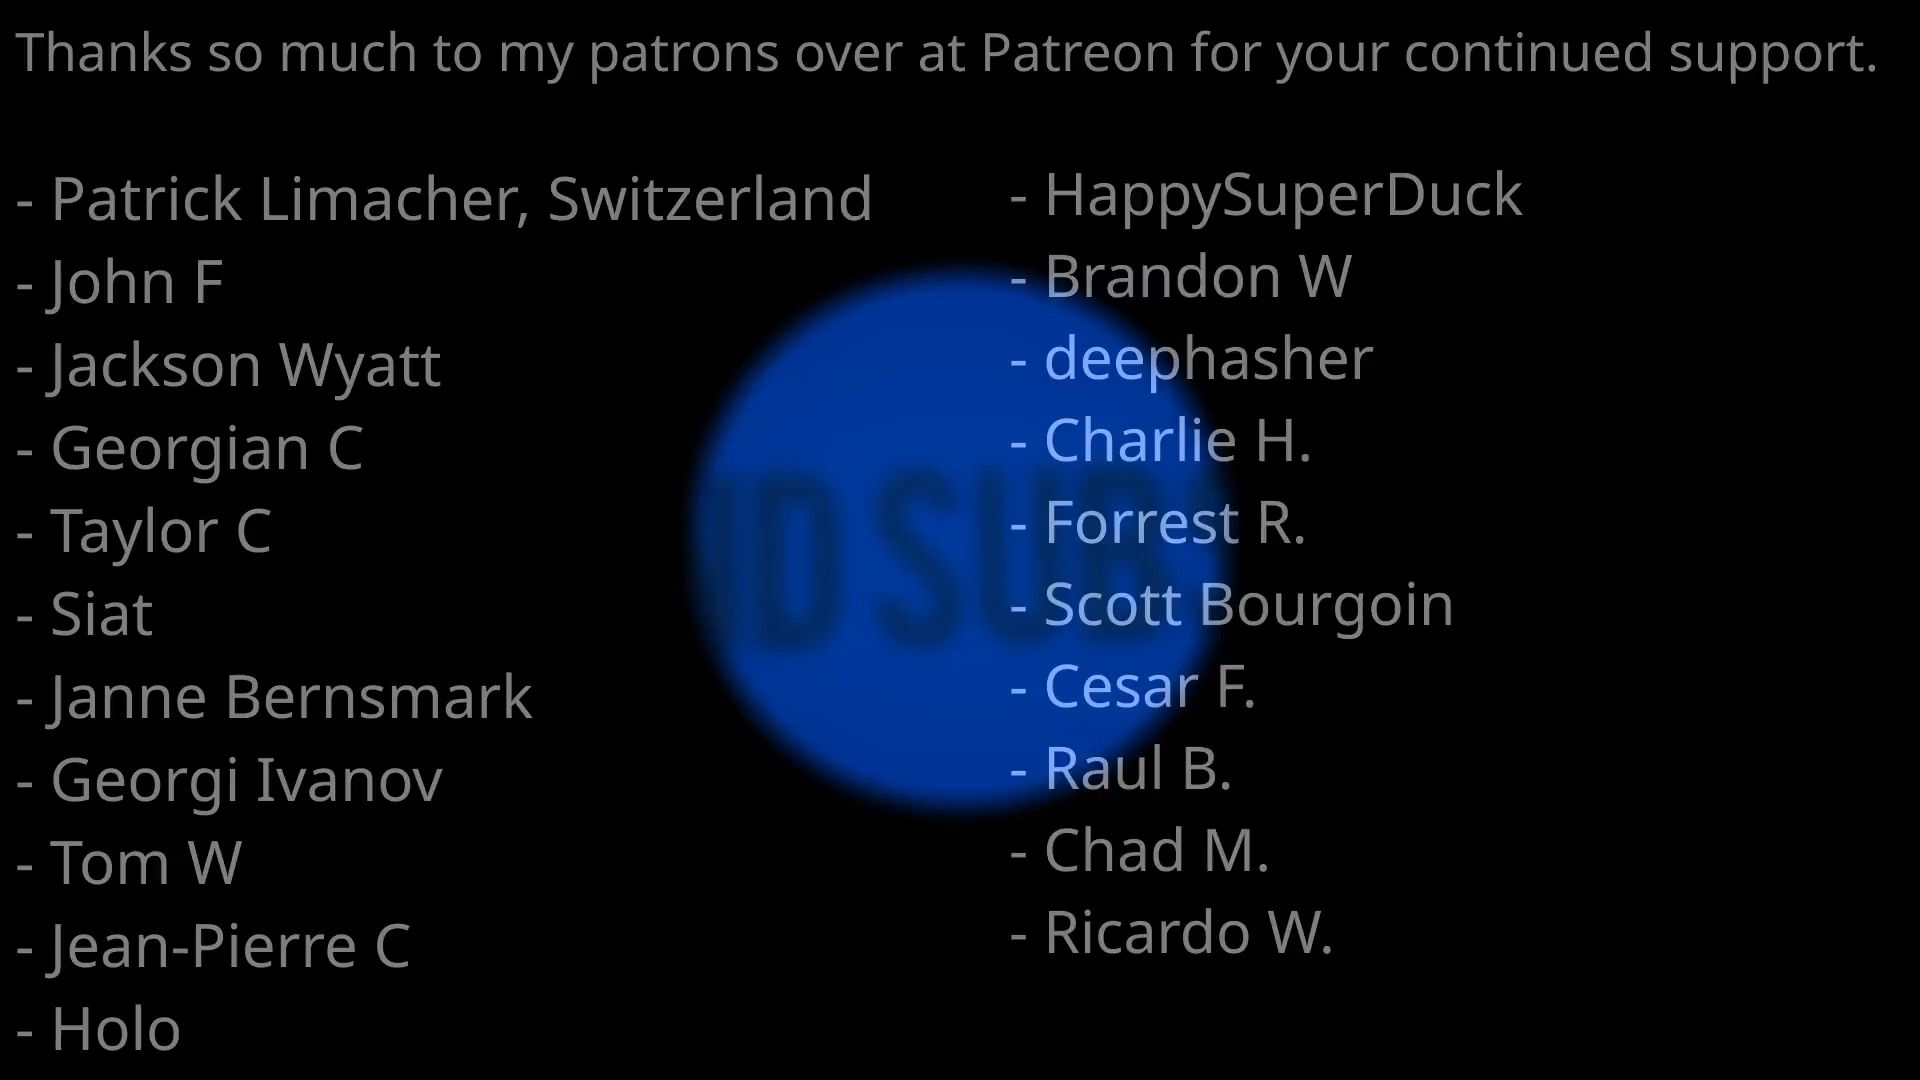 Thanks so much to my patrons over at Patreon for your continued support.
- Patrick Limacher, Switzerland
- John F
- Jackson Wyatt
- Georgian C
- Taylor C
- Siat
- Janne Bernsmark
- Georgi Ivanov
- Tom W
- Jean-Pierre C
- Holo
- HappySuperDuck
- Brandon W
- deephasher
- Charlie H.
- Forrest R.
- Scott Bourgoin
- Cesar F.
- Raul B.
- Chad M.
- Ricardo W.